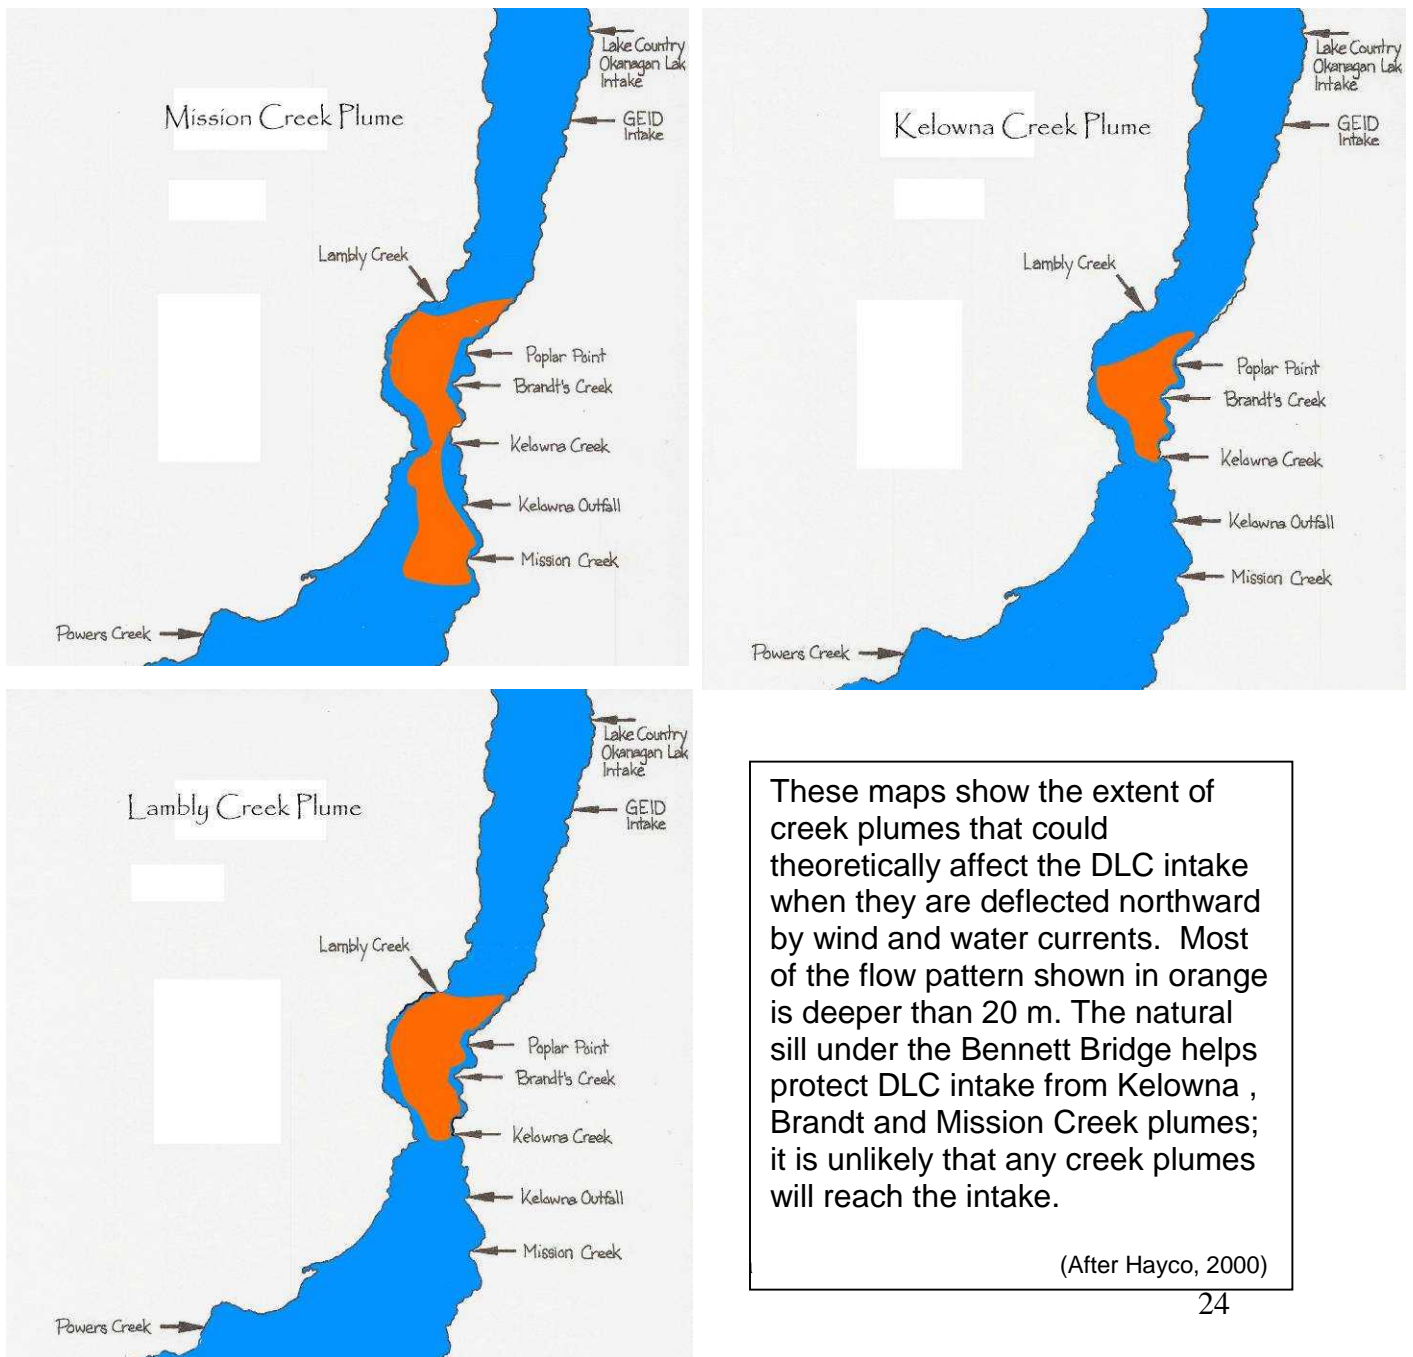 Mission Creek Plume
Lake Country
Okanagan Lak
Intake
GEID
Intake
Lambly Creek
Poplar Point
Brandt's Creek
Kelowna Creek
Kelowna Outfall
Mission Creek
Powers Creek
Kelowna Creek Plume
Lake Country
Okanagan Lak
Intake
GEID
Intake
Lambly Creek
Poplar Point
Brandt's Creek
Kelowna Creek
Kelowna Outfall
Mission Creek
Powers Creek
Lambly Creek Plume
Lake Country
Okanagan Lak
Intake
GEID
Intake
Lambly Creek
Poplar Point
Brandt's Creek
Kelowna Creek
Kelowna Outfall
Mission Creek
Powers Creek
These maps show the extent of
creek plumes that could
theoretically affect the DLC intake
when they are deflected northward
by wind and water currents.  Most
of the flow pattern shown in orange
is deeper than 20 m. The natural
sill under the Bennett Bridge helps
protect DLC intake from Kelowna ,
Brandt and Mission Creek plumes;
it is unlikely that any creek plumes
will reach the intake.
(After Hayco, 2000)
24